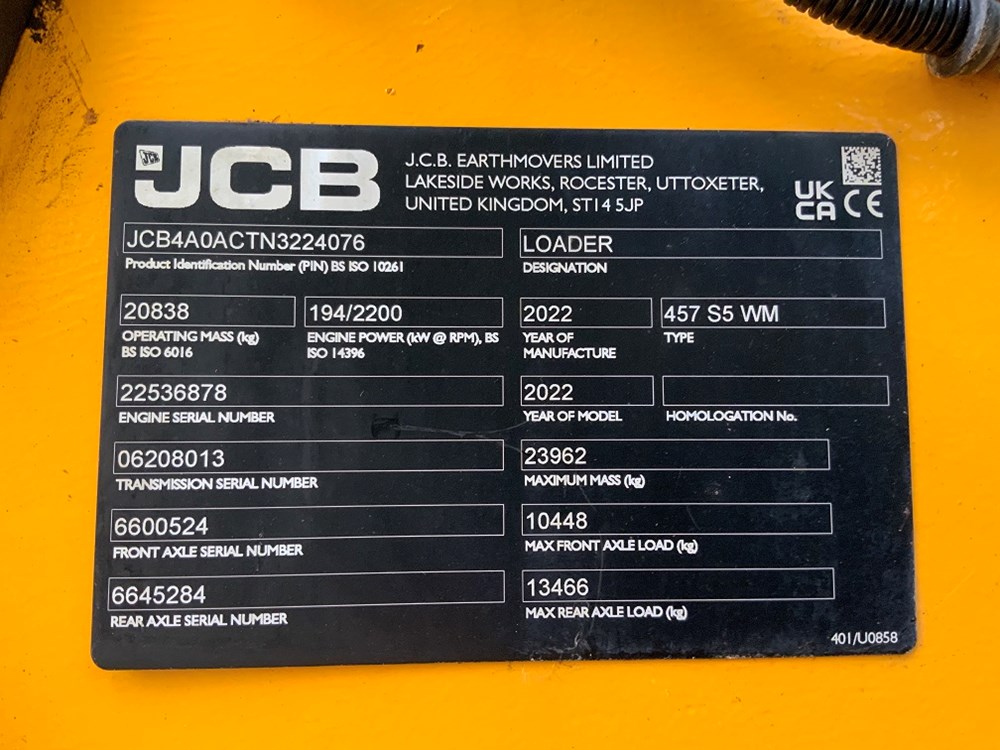 JCB
J.C.B. EARTHMOVERS LIMITED
LAKESIDE WORKS, ROCESTER, UTTOXETER,
UNITED KINGDOM, ST14 5JP
UK
CA CE
JCB4A0ACTN3224076
Product Identification Number (PIN) BS ISO 10261
LOADER
DESIGNATION
20838
OPERATING MASS (kg)
BS ISO 6016
194/2200
ENGINE POWER (kW @ RPM), BS
ISO 14396
2022
YEAR OF
MANUFACTURE
457 S5 WM
TYPE
22536878
ENGINE SERIAL NUMBER
2022
YEAR OF MODEL
HOMOLOGATION No.
06208013
TRANSMISSION SERIAL NUMBER
23962
MAXIMUM MASS (kg)
6600524
FRONT AXLE SERIAL NUMBER
10448
MAX FRONT AXLE LOAD (kg)
6645284
REAR AXLE SERIAL NUMBER
13466
MAX REAR AXLE LOAD (kg)
401/U0858